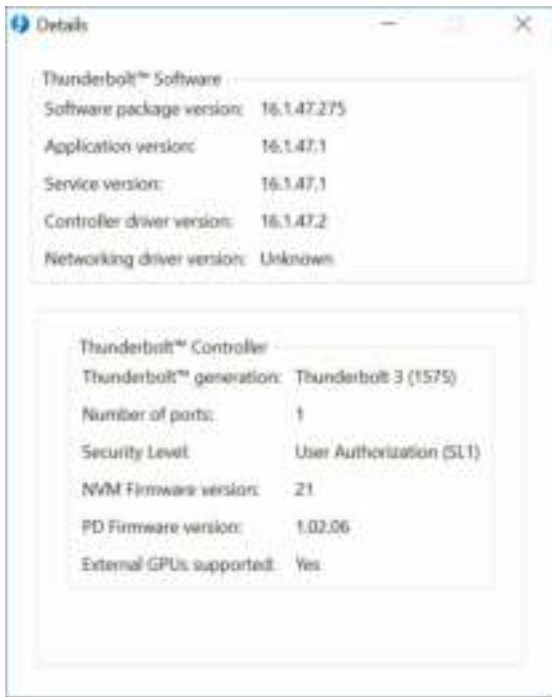 Details
Thunderbolt™ Software
Software package version: 16.1.47.275
Application version: 16.1.47.1
Service version: 16.1.47.1
Controller driver version: 16.1.47.2
Networking driver version: Unknown
Thunderbolt™ Controller
Thunderbolt™ generation: Thunderbolt 3 (1575)
Number of ports: 1
Security Level: User Authorization (SL1)
NVM Firmware version: 21
PD Firmware version: 1.02.06
External GPUs supported: Yes